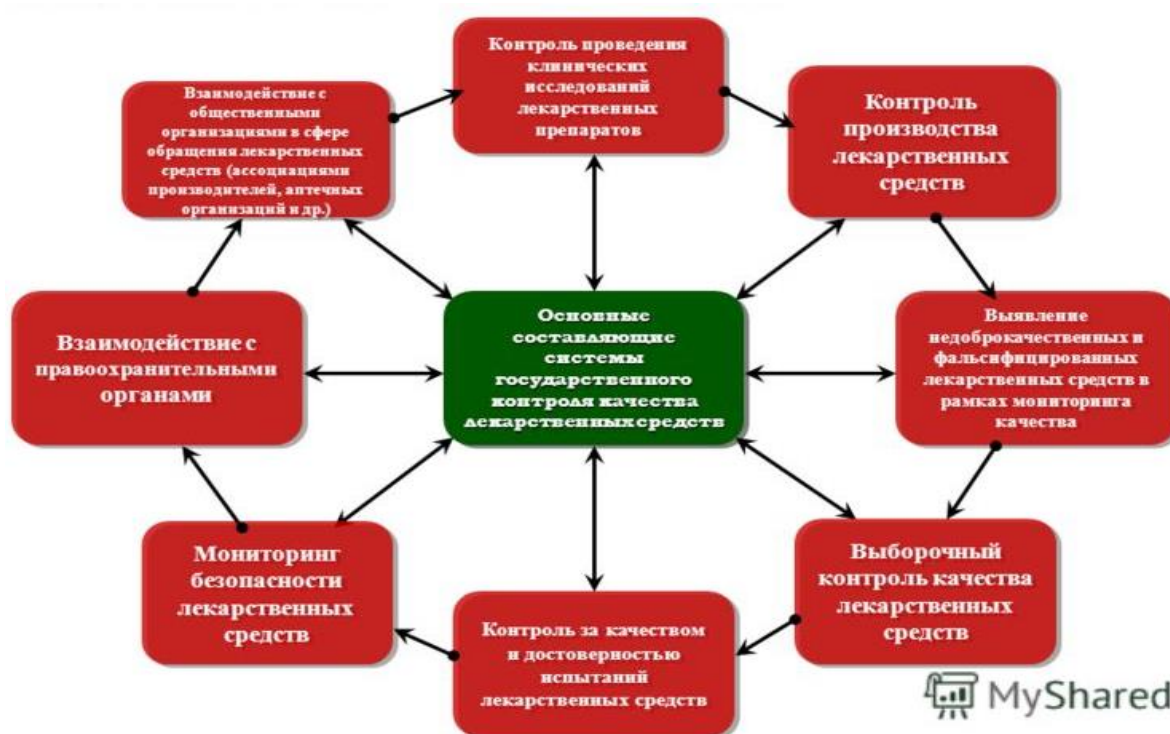 Контроль проведения
клинических
исследований
лекарственных
препаратов
Контроль
производства
лекарственных
средств
Выявление
недоброкачественных и
фальсифицированных
лекарственных средств в
рамках мониторинга
качества
Выборочный
контроль качества
лекарственных
средств
Контроль за качеством
и достоверностью
испытаний
лекарственных средств
Мониторинг
безопасности
лекарственных
средств
Взаимодействие с
правоохранительными
органами
Взаимодействие с
общественными
организациями в сфере
обращения лекарственных
средств (ассоциациями
производителей, аптечных
организаций и др.)
Основные
составляющие
системы
государственного
контроля качества
лекарственных средств
MyShared